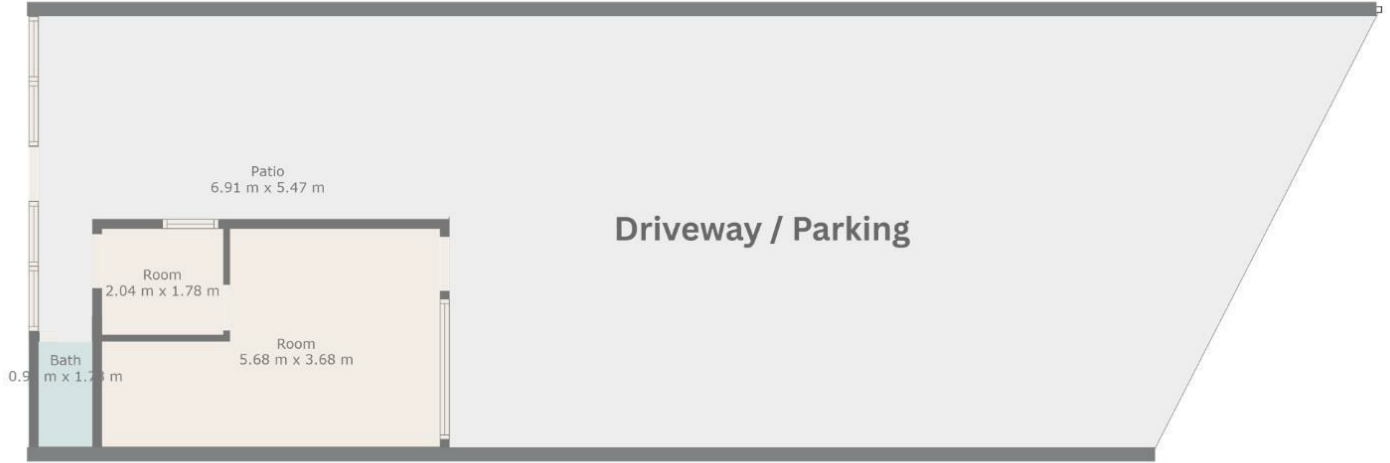 Patio
6.91 m x 5.47 m
Driveway / Parking
Room
2.04 m x 1.78 m
Room
5.68 m x 3.68 m
Bath
m x